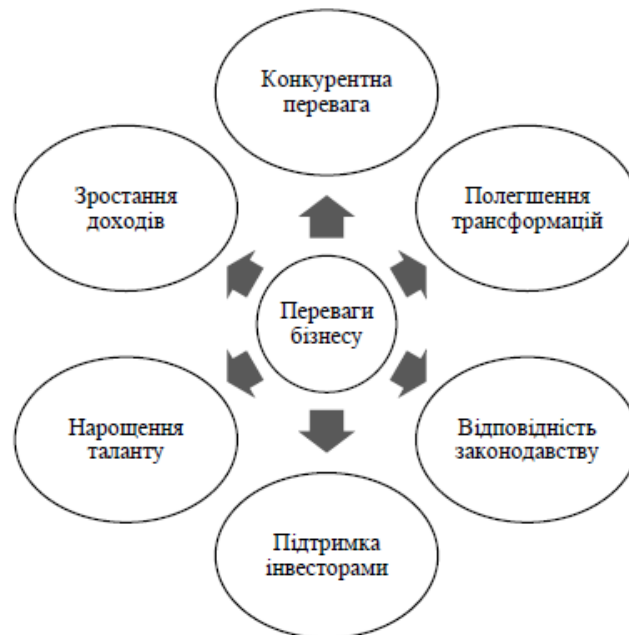 Конкурентна
перевага
Зростання
доходів
Полегшення
трансформацій
Переваги
бізнесу
Нарощення
таланту
Відповідність
законодавству
Підтримка
інвесторами